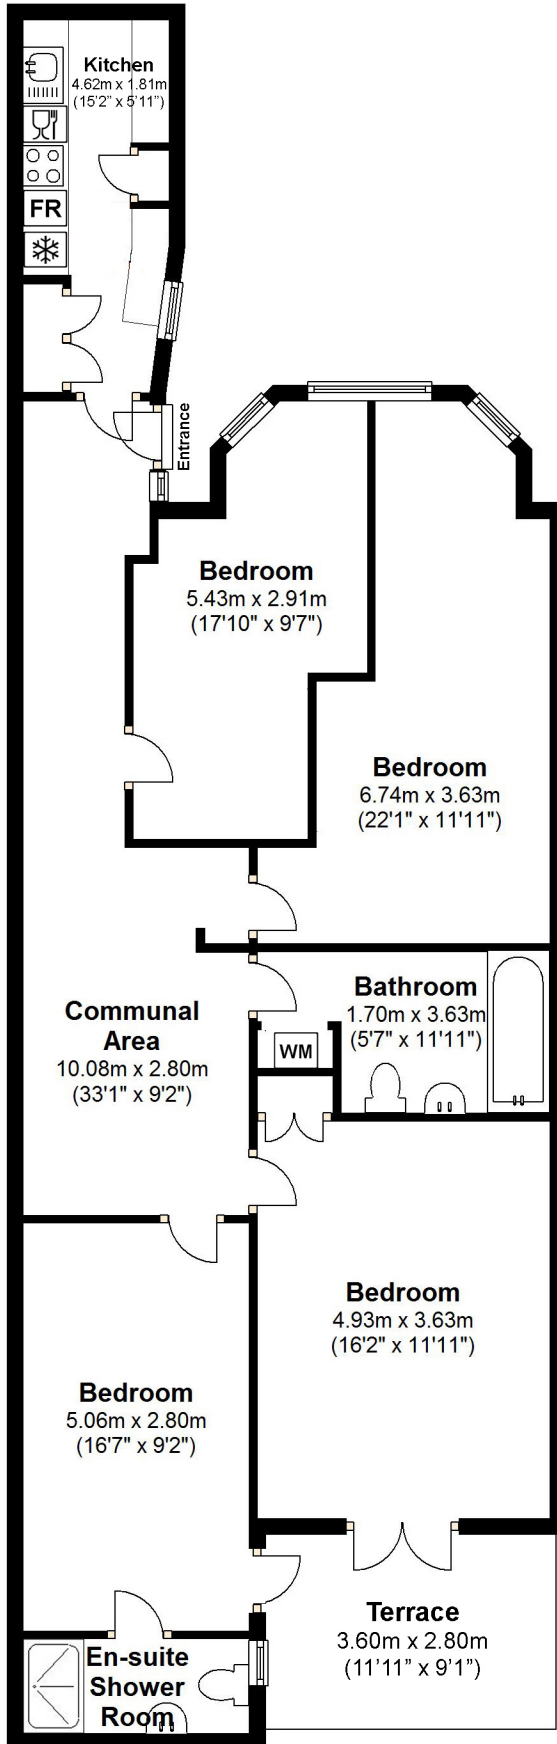 Kitchen
4.62m x 1.81m
(15'2” x 5'11”)
FR
Entrance
Bedroom
5.43m x 2.91m
(17'10" x 9'7")
Bedroom
6.74m x 3.63m
(22'1" x 11'11")
Bathroom
1.70m x 3.63m
(5'7" x 11'11")
WM
Communal
Area
10.08m x 2.80m
(33'1" x 9'2")
Bedroom
4.93m x 3.63m
(16'2" x 11'11")
Bedroom
5.06m x 2.80m
(16'7" x 9'2")
Terrace
3.60m x 2.80m
(11’11” x 9’1”)
En-suite
Shower
Room